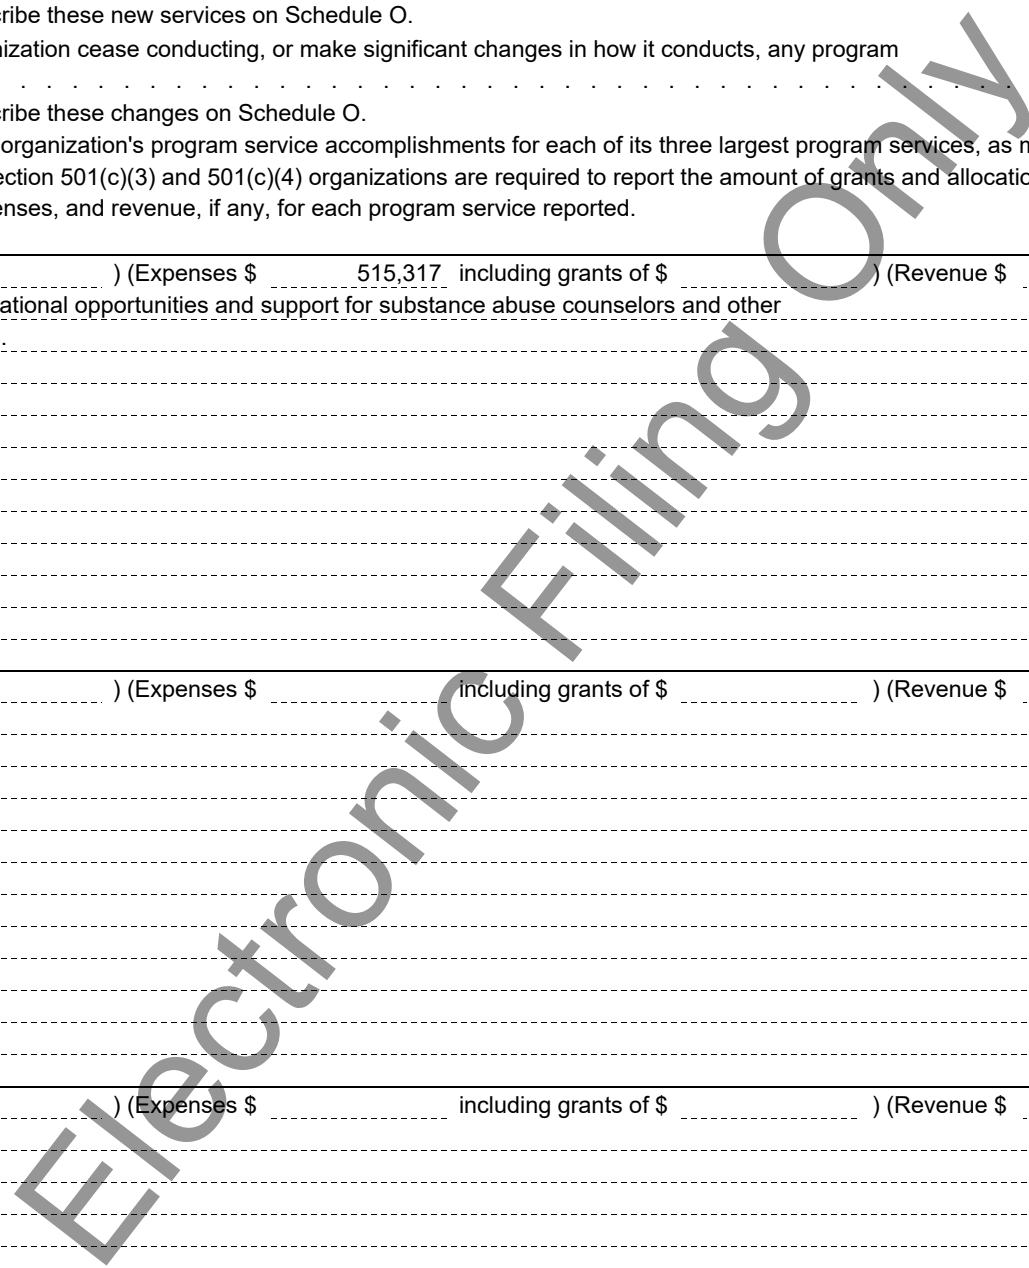 cribe these new services on Schedule O.
nization cease conducting, or make significant changes in how it conducts, any program
. . . . . . . . . . . . . . . . . . . . . . . . . . . . . . . . . . . . . . .
cribe these changes on Schedule O.
organization's program service accomplishments for each of its three largest program services, as m
ection 501(c)(3) and 501(c)(4) organizations are required to report the amount of grants and allocatio
enses, and revenue, if any, for each program service reported.
) (Expenses $ 515,317 including grants of $ ) (Revenue $
ational opportunities and support for substance abuse counselors and other
.
) (Expenses $ including grants of $ ) (Revenue $
) (Expenses $ including grants of $ ) (Revenue $
Electronic Filing Only